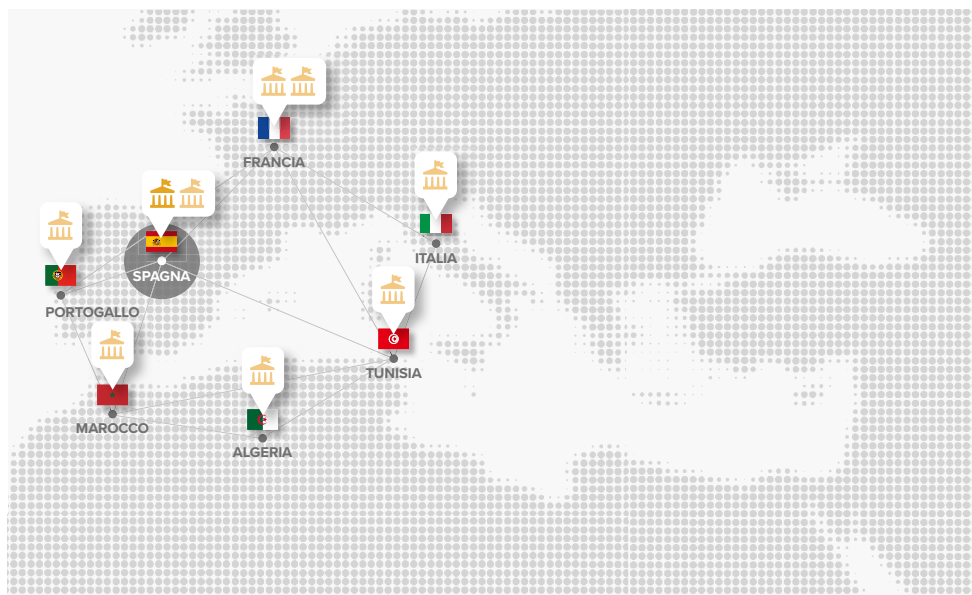 FRANCIA
ITALIA
SPAGNA
PORTOGALLO
TUNISIA
MAROCCO
ALGERIA